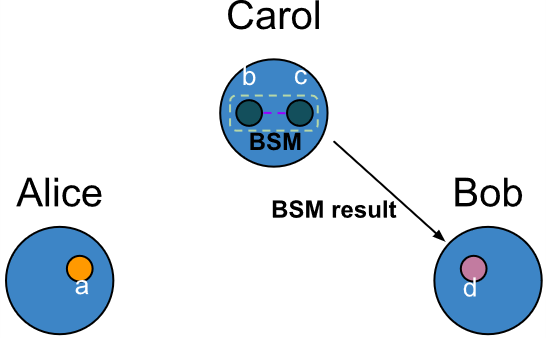 Carol
b c
BSM
Alice
BSM result
Bob
a
d